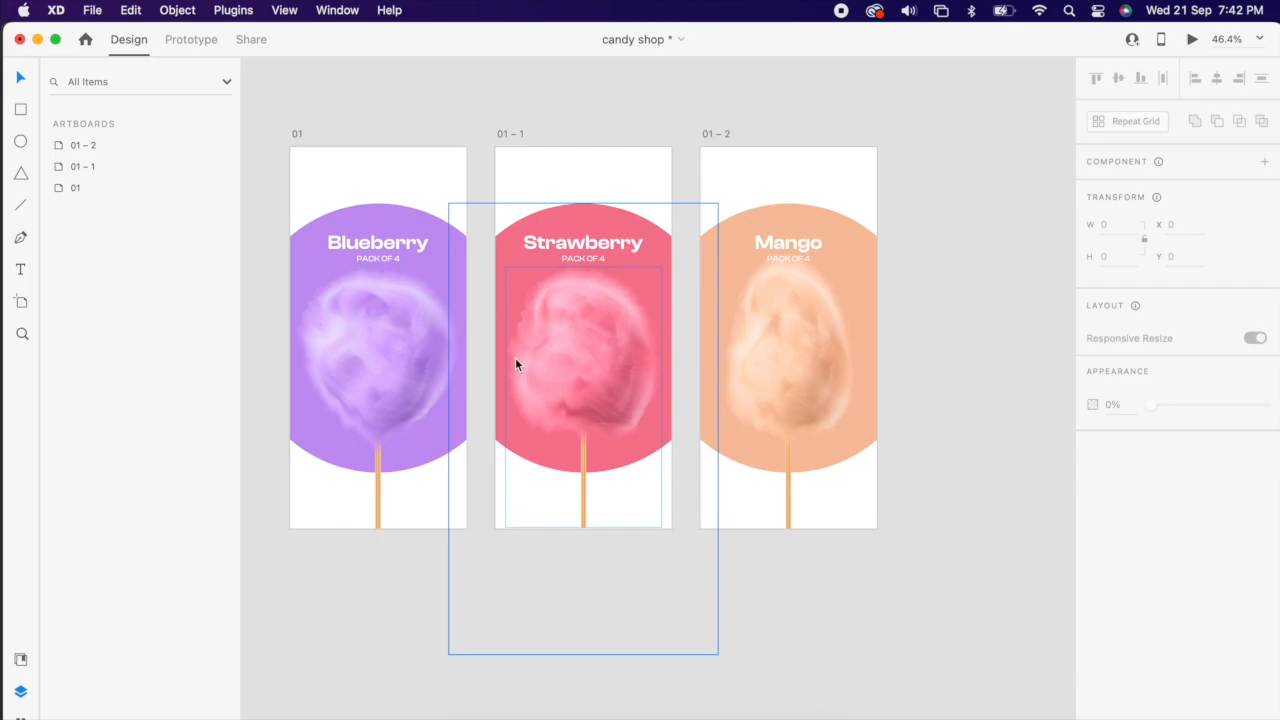 XD File Edit Object Plugins View Window Help Wed 21 Sep 7:42 PM
Design Prototype Share candy shop * 46.4%
All Items
ARTBOARDS
01 – 2
01 – 1
01
01 01 – 1 01 – 2
Blueberry
PACK OF 4
Strawberry
PACK OF 4
Mango
PACK OF 4
Repeat Grid
COMPONENT
TRANSFORM
W 0 X 0
H 0 Y 0
LAYOUT
Responsive Resize
APPEARANCE
0%